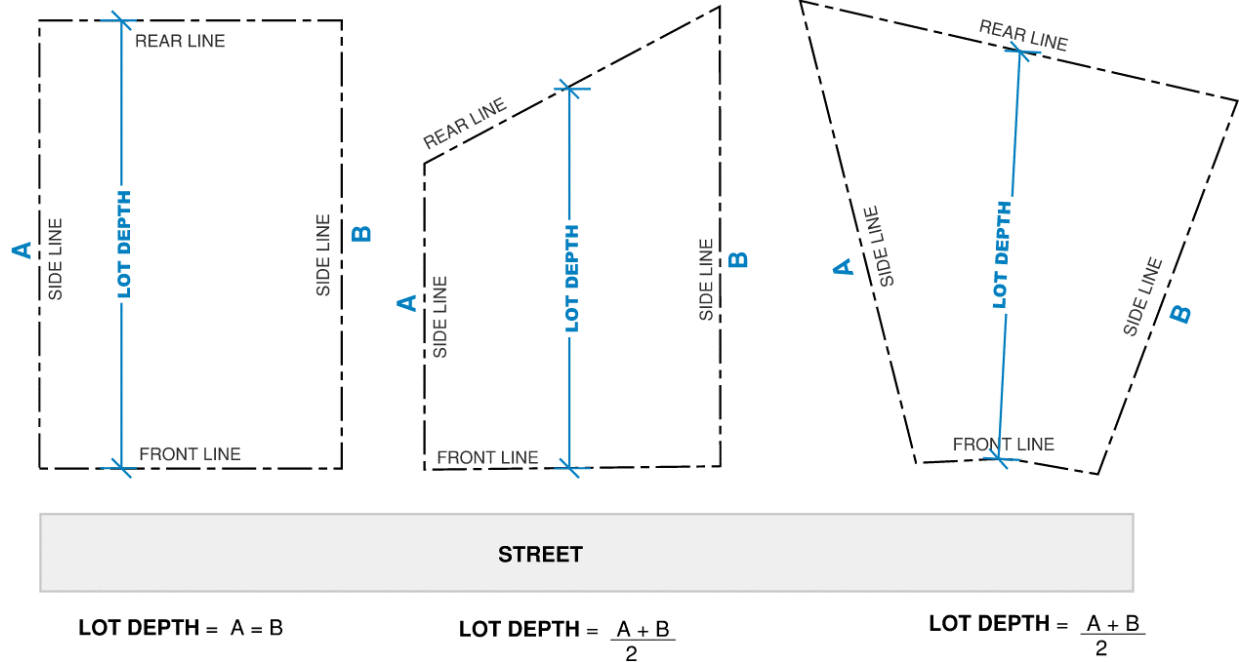 REAR LINE
A
SIDE LINE
LOT DEPTH
SIDE LINE
B
FRONT LINE
REAR LINE
A
SIDE LINE
LOT DEPTH
SIDE LINE
B
FRONT LINE
REAR LINE
A
SIDE LINE
LOT DEPTH
SIDE LINE
B
FRONT LINE
STREET
LOT DEPTH = A = B
LOT DEPTH = A + B
2
LOT DEPTH = A + B
2